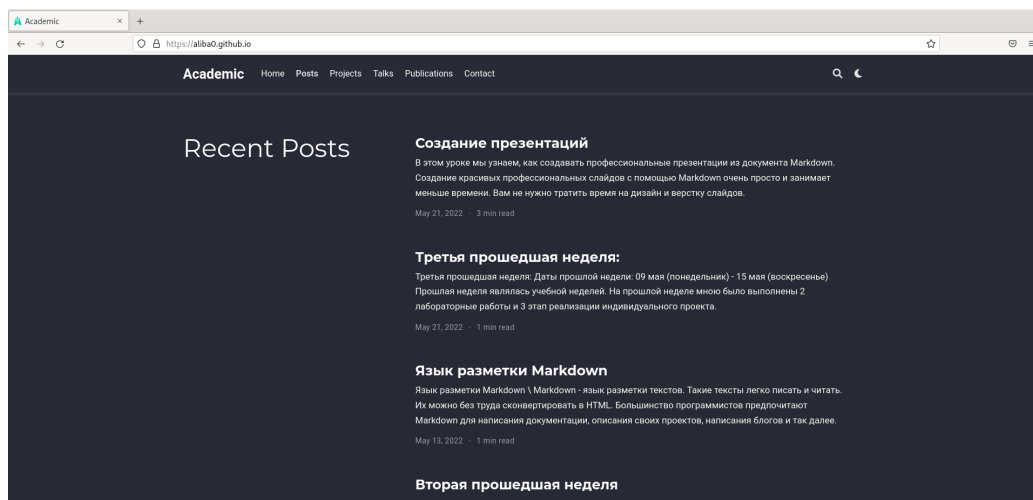 Academic
https://aliba0.github.io
Academic Home Posts Projects Talks Publications Contact
Recent Posts
Создание презентаций
В этом уроке мы узнаем, как создавать профессиональные презентации из документа Markdown.
Создание красивых профессиональных слайдов с помощью Markdown очень просто и занимает
меньше времени. Вам не нужно тратить время на дизайн и верстку слайдов.
May 21, 2022 · 3 min read
Третья прошедшая неделя:
Третья прошедшая неделя: Даты прошлой недели: 09 мая (понедельник) - 15 мая (воскресенье)
Прошлая неделя являлась учебной неделей. На прошлой неделе мною было выполнены 2
лабораторные работы и 3 этап реализации индивидуального проекта.
May 21, 2022 · 1 min read
Язык разметки Markdown
Язык разметки Markdown \ Markdown - язык разметки текстов. Такие тексты легко писать и читать.
Их можно без труда сконвертировать в HTML. Большинство программистов предпочитают
Markdown для написания документации, описания своих проектов, написания блогов и так далее.
May 13, 2022 · 1 min read
Вторая прошедшая неделя